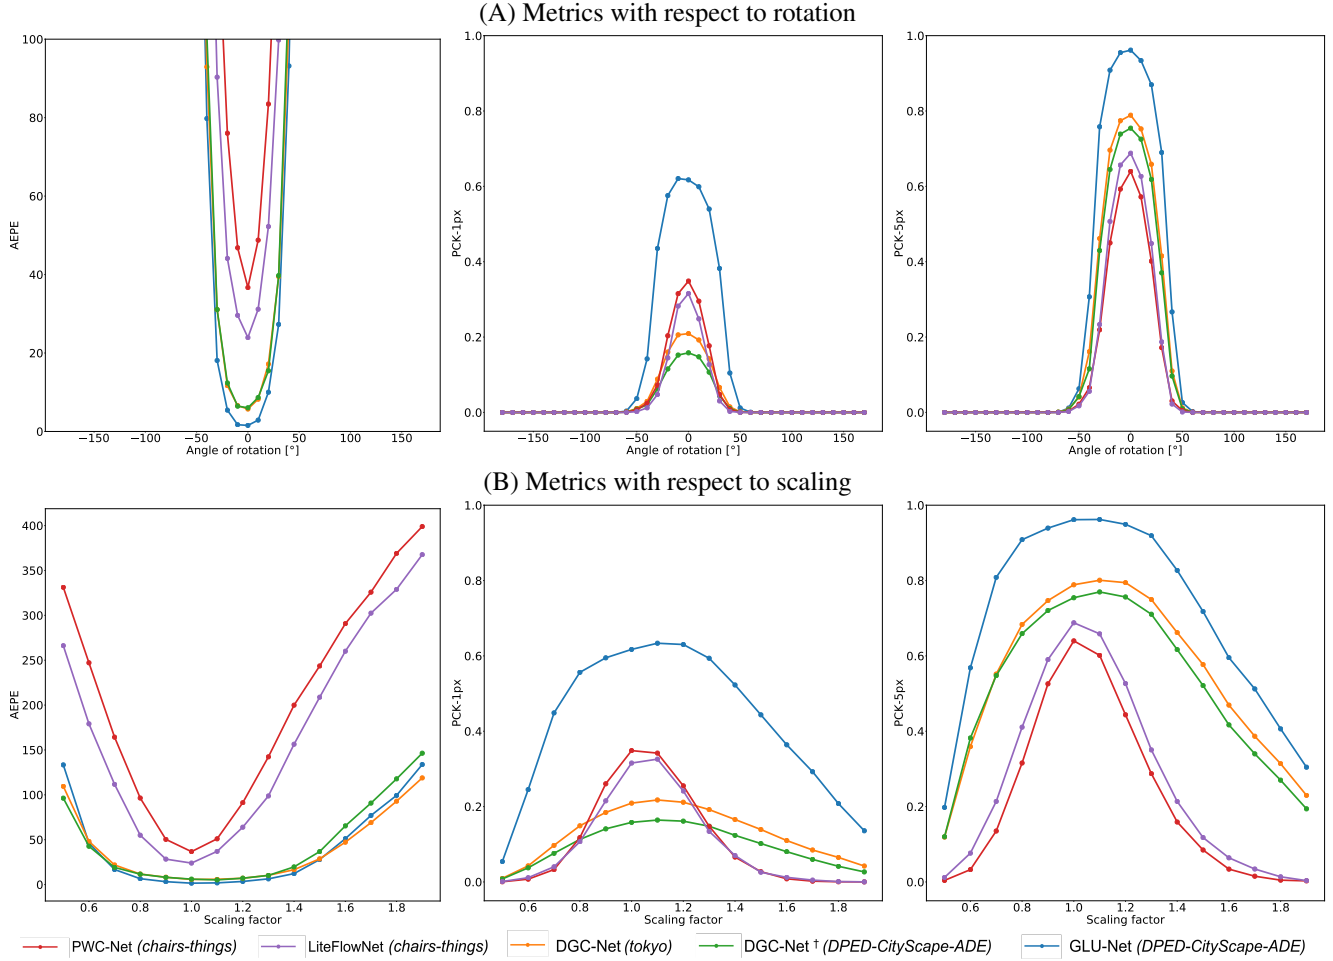 (A) Metrics with respect to rotation
100
80
60
40
20
0
AEPE
−150 −100 −50 0 50 100 150
Angle of rotation [°]
1.0
0.8
0.6
0.4
0.2
0.0
PCK-1px
−150 −100 −50 0 50 100 150
Angle of rotation [°]
1.0
0.8
0.6
0.4
0.2
0.0
PCK-5px
−150 −100 −50 0 50 100 150
Angle of rotation [°]
(B) Metrics with respect to scaling
400
350
300
250
200
150
100
50
0
AEPE
0.6 0.8 1.0 1.2 1.4 1.6 1.8
Scaling factor
1.0
0.8
0.6
0.4
0.2
0.0
PCK-1px
0.6 0.8 1.0 1.2 1.4 1.6 1.8
Scaling factor
1.0
0.8
0.6
0.4
0.2
0.0
PCK-5px
0.6 0.8 1.0 1.2 1.4 1.6 1.8
Scaling factor
PWC-Net (chairs-things) LiteFlowNet (chairs-things) DGC-Net (tokyo) DGC-Net † (DPED-CityScape-ADE) GLU-Net (DPED-CityScape-ADE)